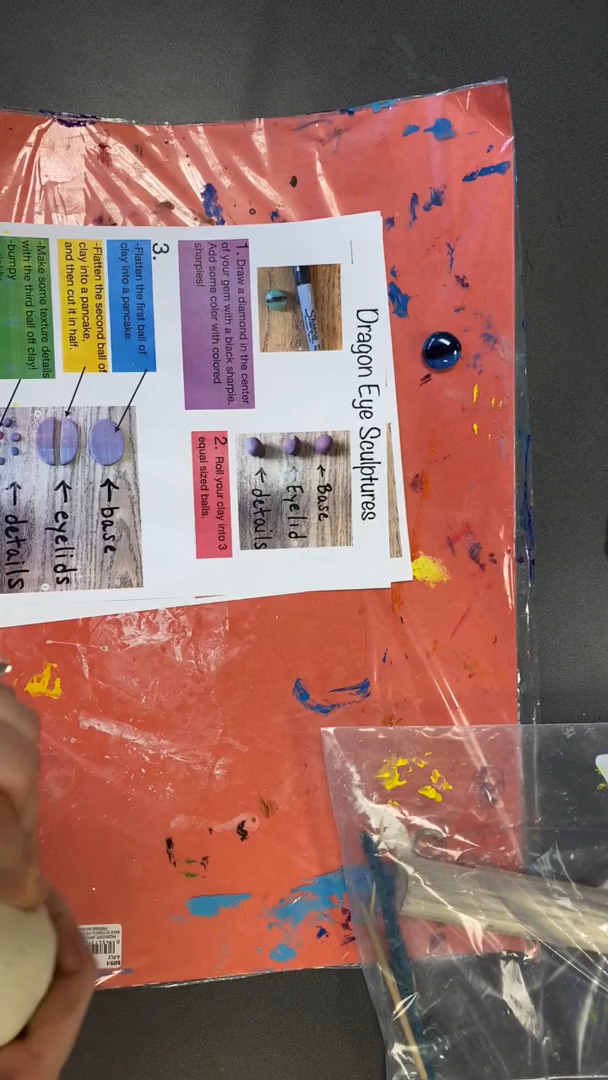 Dragon Eye Sculptures
1. Draw a diamond in the center
of your gem with a black sharpie.
Add some color with colored
sharpies!
Sharpie
2. Roll your clay into 3
equal sized balls.
← Base
← Eyelid
← details
3.
-Flatten the first ball of
clay into a pancake.
-Flatten the second ball of
clay into a pancake,
and then cut it in half.
-Make some texture details
with the third ball off clay!
-bumpy
← base
← eyelids
← details